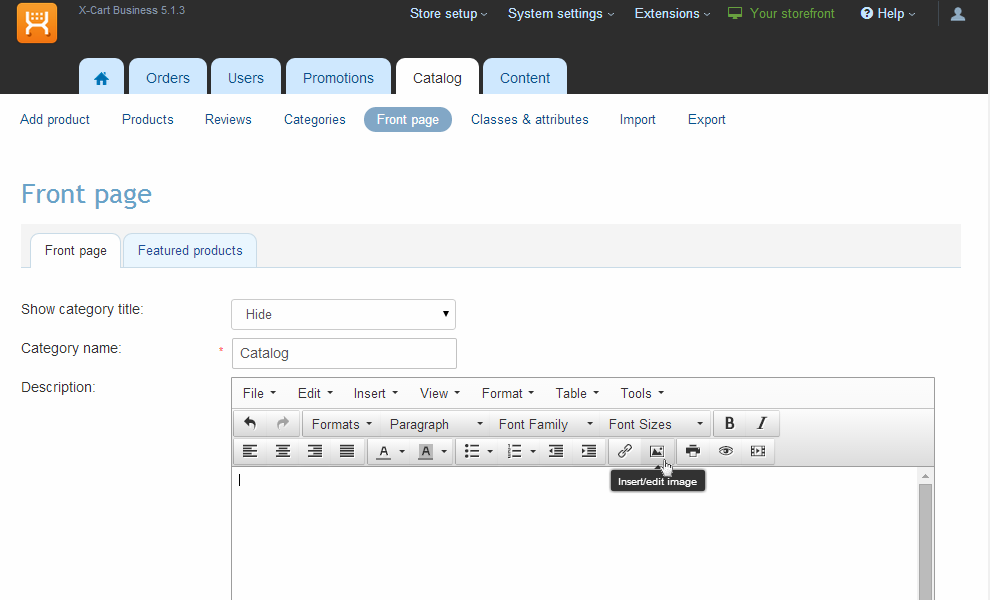 X-Cart Business 5.1.3
Store setup System settings Extensions Your storefront ? Help
Orders Users Promotions Catalog Content
Add product Products Reviews Categories Front page Classes & attributes Import Export
Front page
Front page Featured products
Show category title: Hide
Category name: * Catalog
Description:
File Edit Insert View Format Table Tools
Formats Paragraph Font Family Font Sizes B I
A A
Insert/edit image